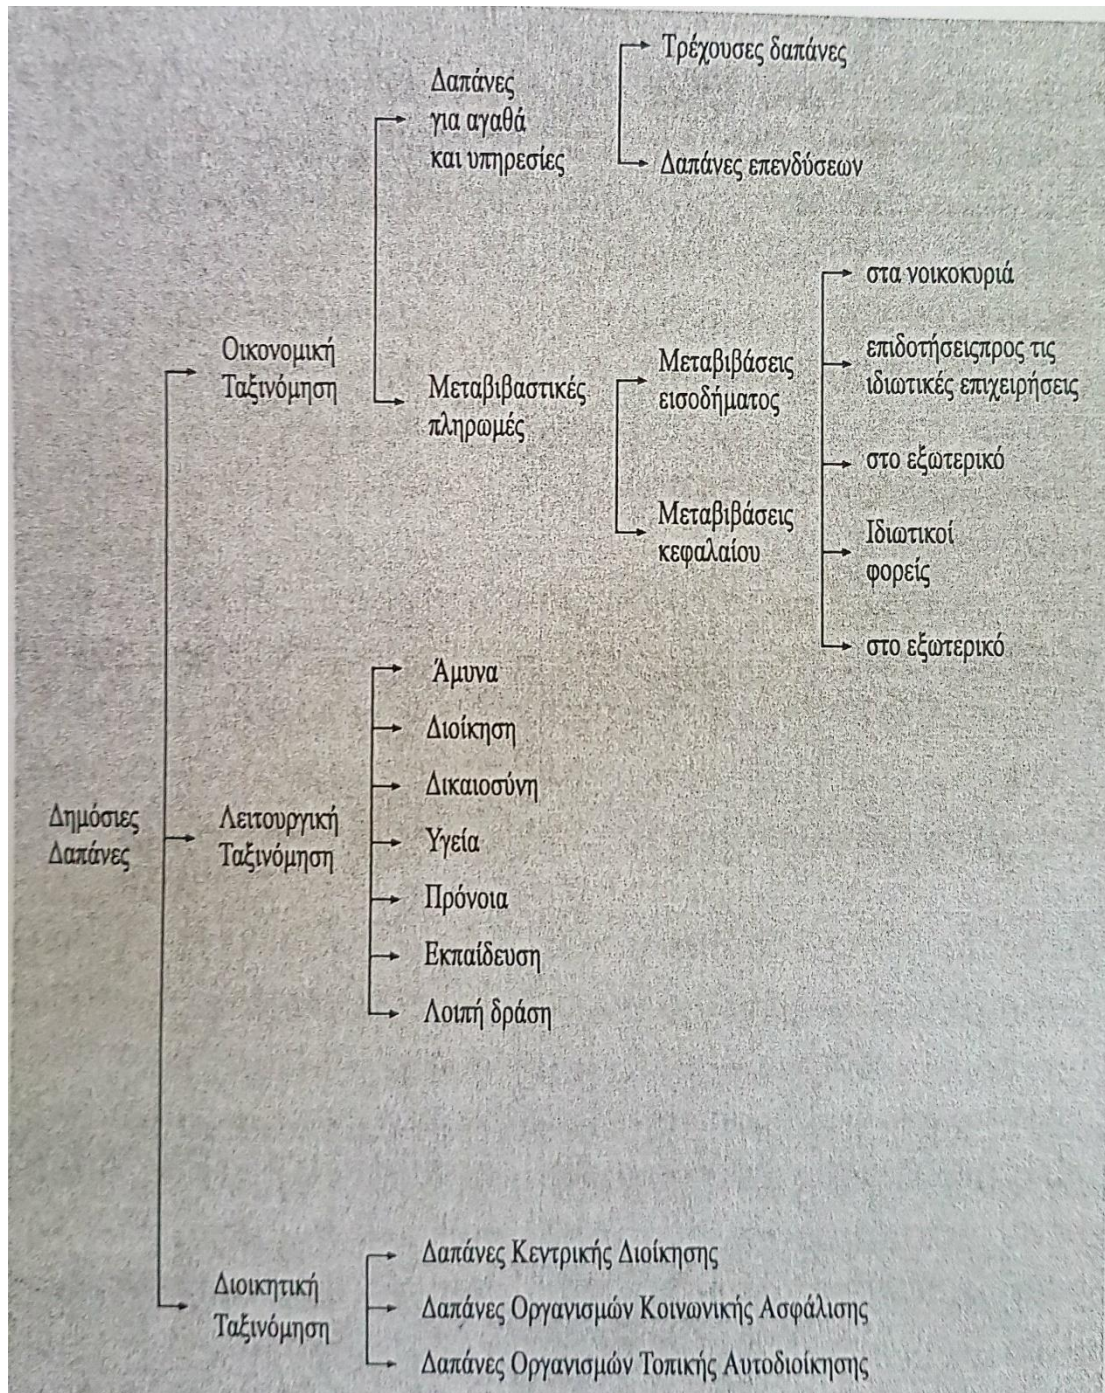 Τρέχουσες δαπάνες
Δαπάνες
για αγαθά
και υπηρεσίες
Δαπάνες επενδύσεων
στα νοικοκυριά
Οικονομική
Ταξινόμηση
Μεταβιβαστικές
πληρωμές
Μεταβιβάσεις
εισοδήματος
επιδοτήσειςπρος τις
ιδιωτικές επιχειρήσεις
στο εξωτερικό
Μεταβιβάσεις
κεφαλαίου
Ιδιωτικοί
φορείς
στο εξωτερικό
Άμυνα
Διοίκηση
Δικαιοσύνη
Δημόσιες
Δαπάνες
Λειτουργική
Ταξινόμηση
Υγεία
Πρόνοια
Εκπαίδευση
Λοιπή δράση
Διοικητική
Ταξινόμηση
Δαπάνες Κεντρικής Διοίκησης
Δαπάνες Οργανισμών Κοινωνικής Ασφάλισης
Δαπάνες Οργανισμών Τοπικής Αυτοδιοίκησης